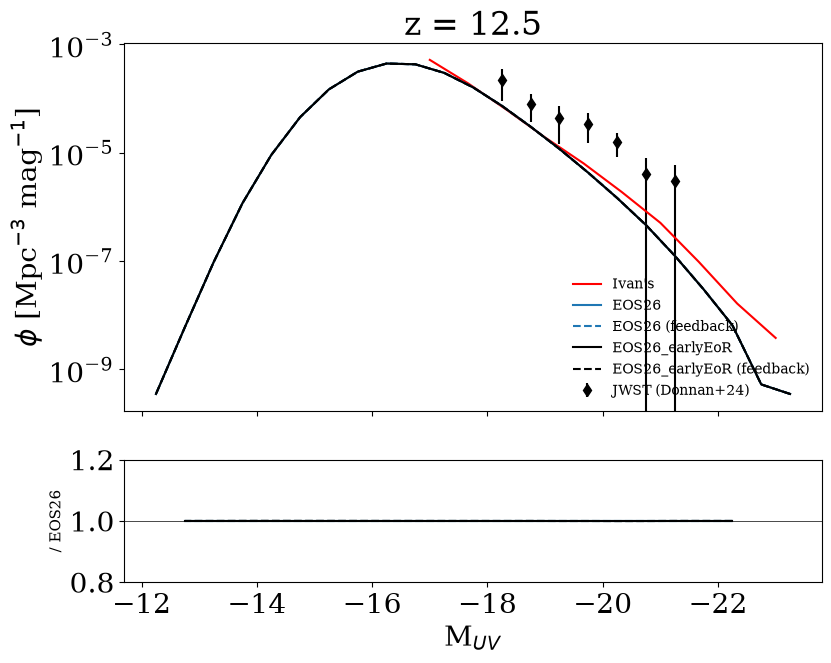 z = 12.5
10⁻³
10⁻⁵
10⁻⁷
10⁻⁹
ϕ [Mpc⁻³ mag⁻¹]
Ivan's
EOS26
EOS26 (feedback)
EOS26_earlyEoR
EOS26_earlyEoR (feedback)
JWST (Donnan+24)
1.2
1.0
0.8
/ EOS26
−12
−14
−16
−18
−20
−22
M_UV